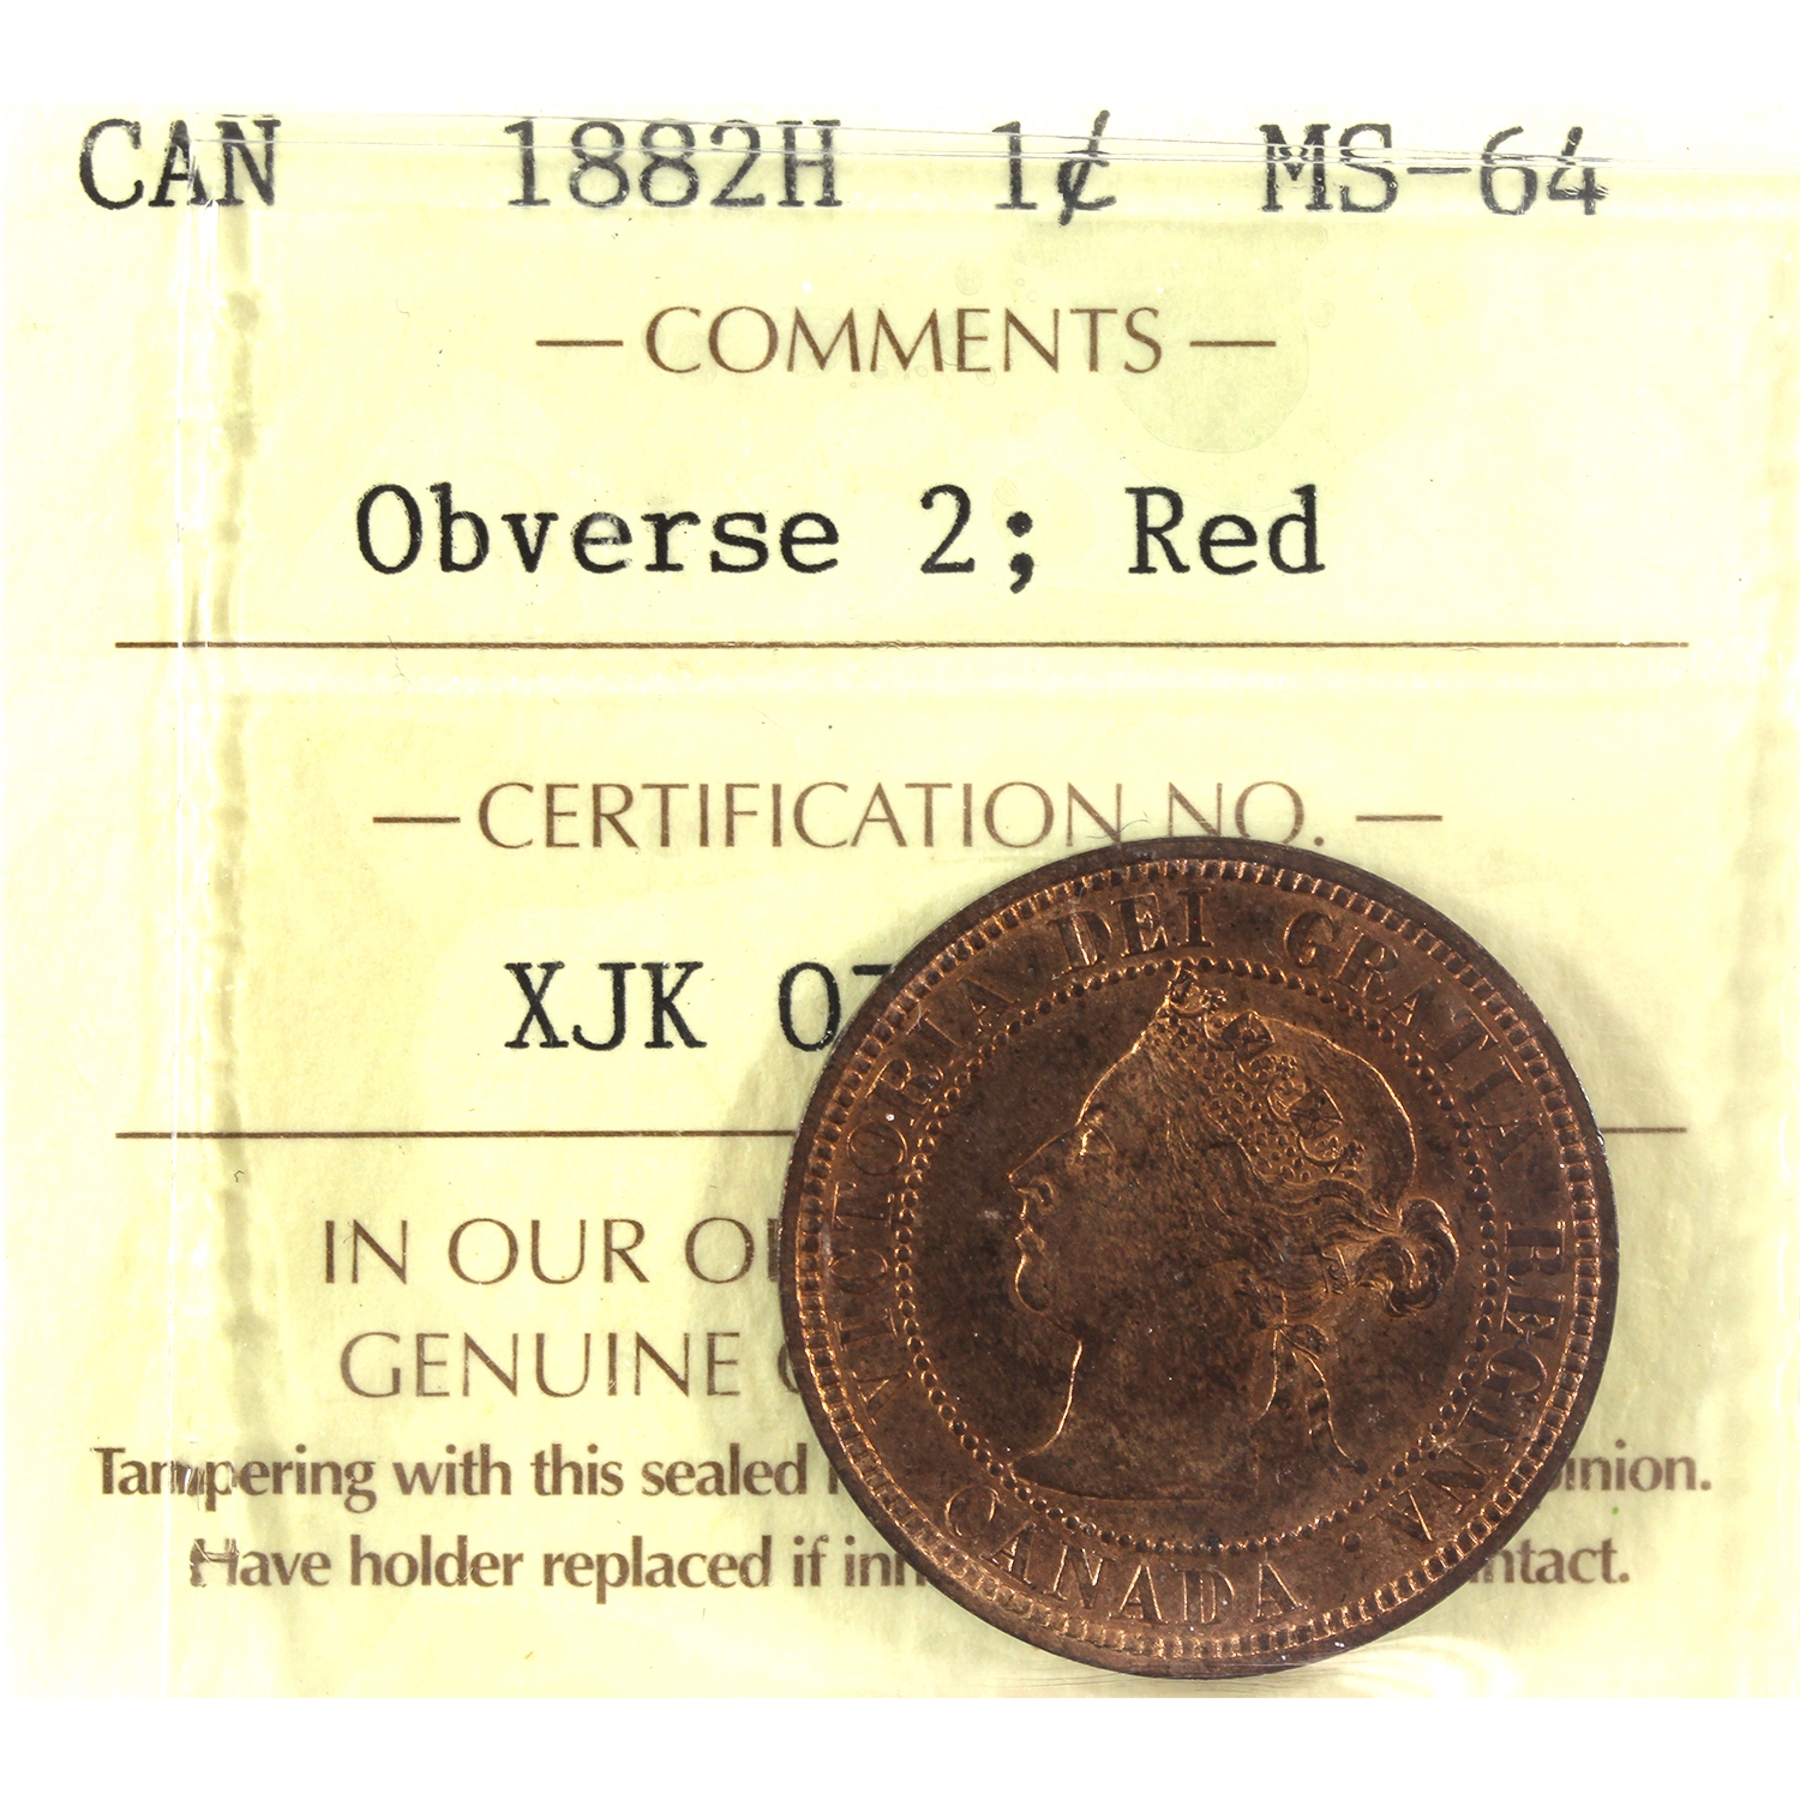 CAN 1882H 1¢ MS-64
— COMMENTS —
Obverse 2; Red
— CERTIFICATION NO. —
XJK
IN OUR
GENUINE
Tampering with this sealed
Have holder replaced if
VICTORIA DEI GRATIA REGINA.
CANADA